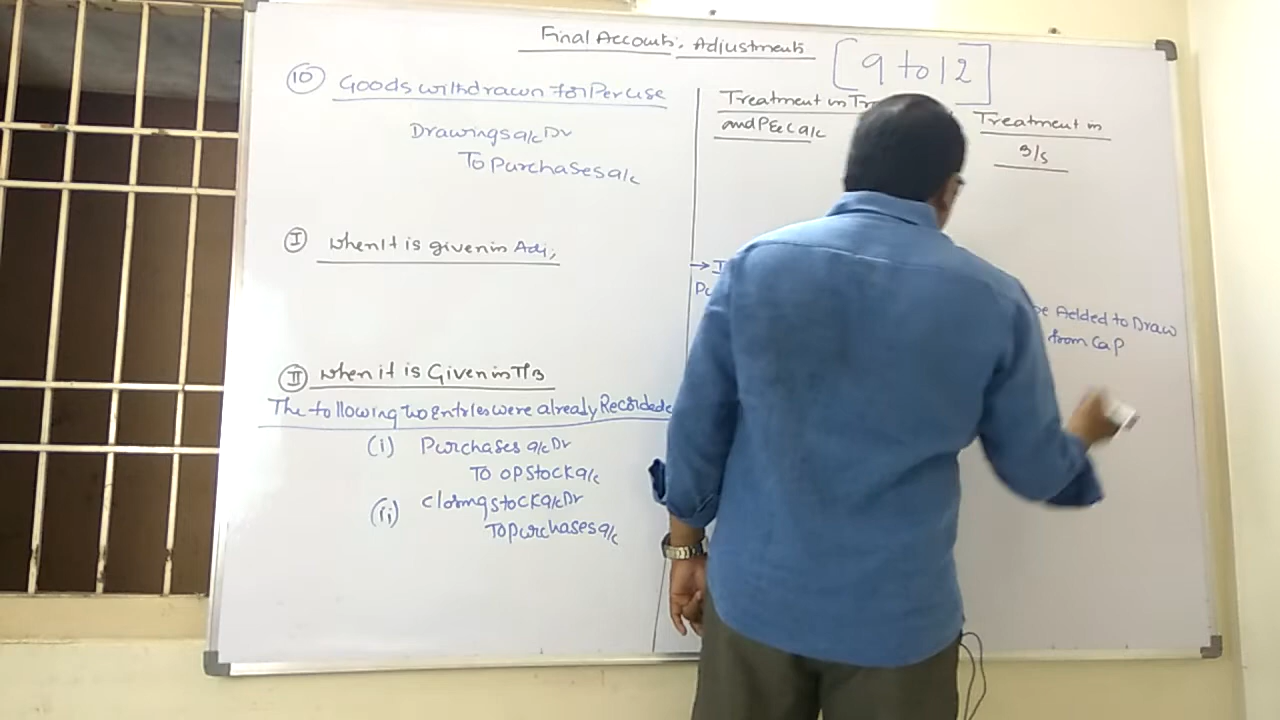 Final Accounts, Adjustments
[9 to 12]
10 Goods withdrawn for Per Use
Drawings a/c Dr
To Purchases a/c
I When It is given in Adj;
II When it is Given in T/B
The following two entries were already Recorded
(i) Purchases a/c Dr
To OP Stock a/c
(ii) Closing stock a/c Dr
To Purchases a/c
Treatment in
and P&L a/c
Treatment in
B/S
Added to Draw
from Cap